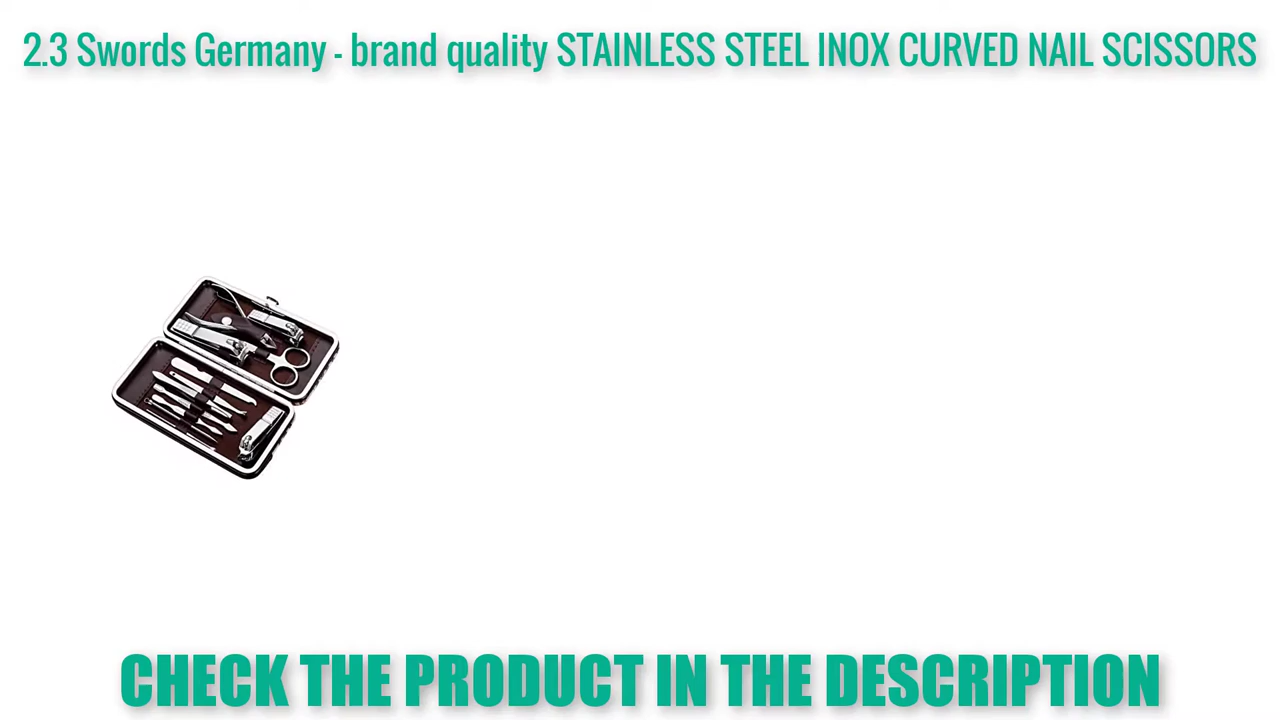 2.3 Swords Germany - brand quality STAINLESS STEEL INOX CURVED NAIL SCISSORS
CHECK THE PRODUCT IN THE DESCRIPTION